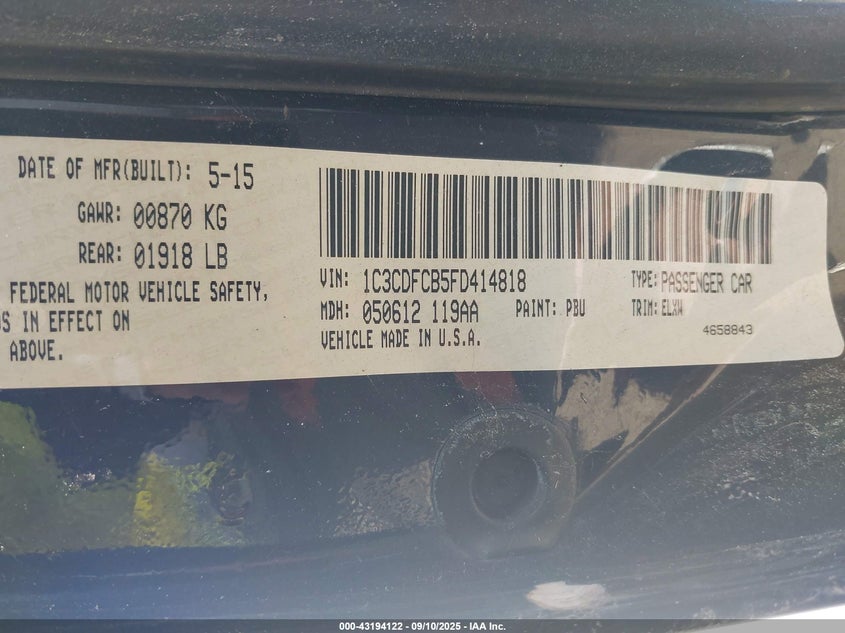 DATE OF MFR(BUILT): 5-15
GAWR: 00870 KG
REAR: 01918 LB
FEDERAL MOTOR VEHICLE SAFETY,
IN EFFECT ON
ABOVE.
VIN: 1C3CDFCB5FD414818 TYPE: PASSENGER CAR
MDH: 050612 119AA PAINT: PBU TRIM: ELXW
VEHICLE MADE IN U.S.A. 4658843
000-43194122 - 09/10/2025 - IAA Inc.